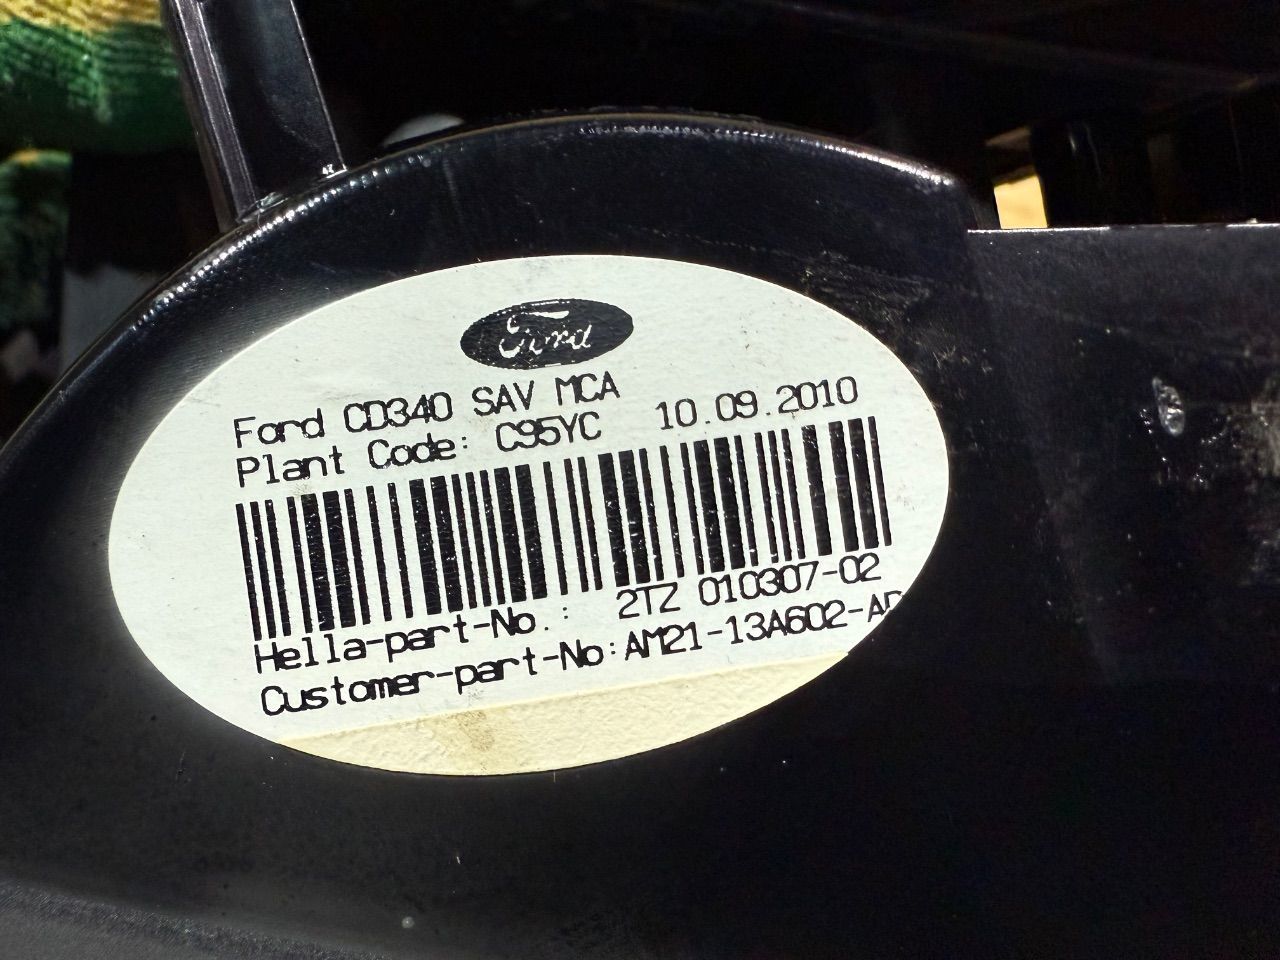 Ford
Ford CD340 SAV MCA
Plant Code: C95YC 10.09.2010
Hella-part-No.: 2TZ 010307-02
Customer-part-No: AM21-13A602-